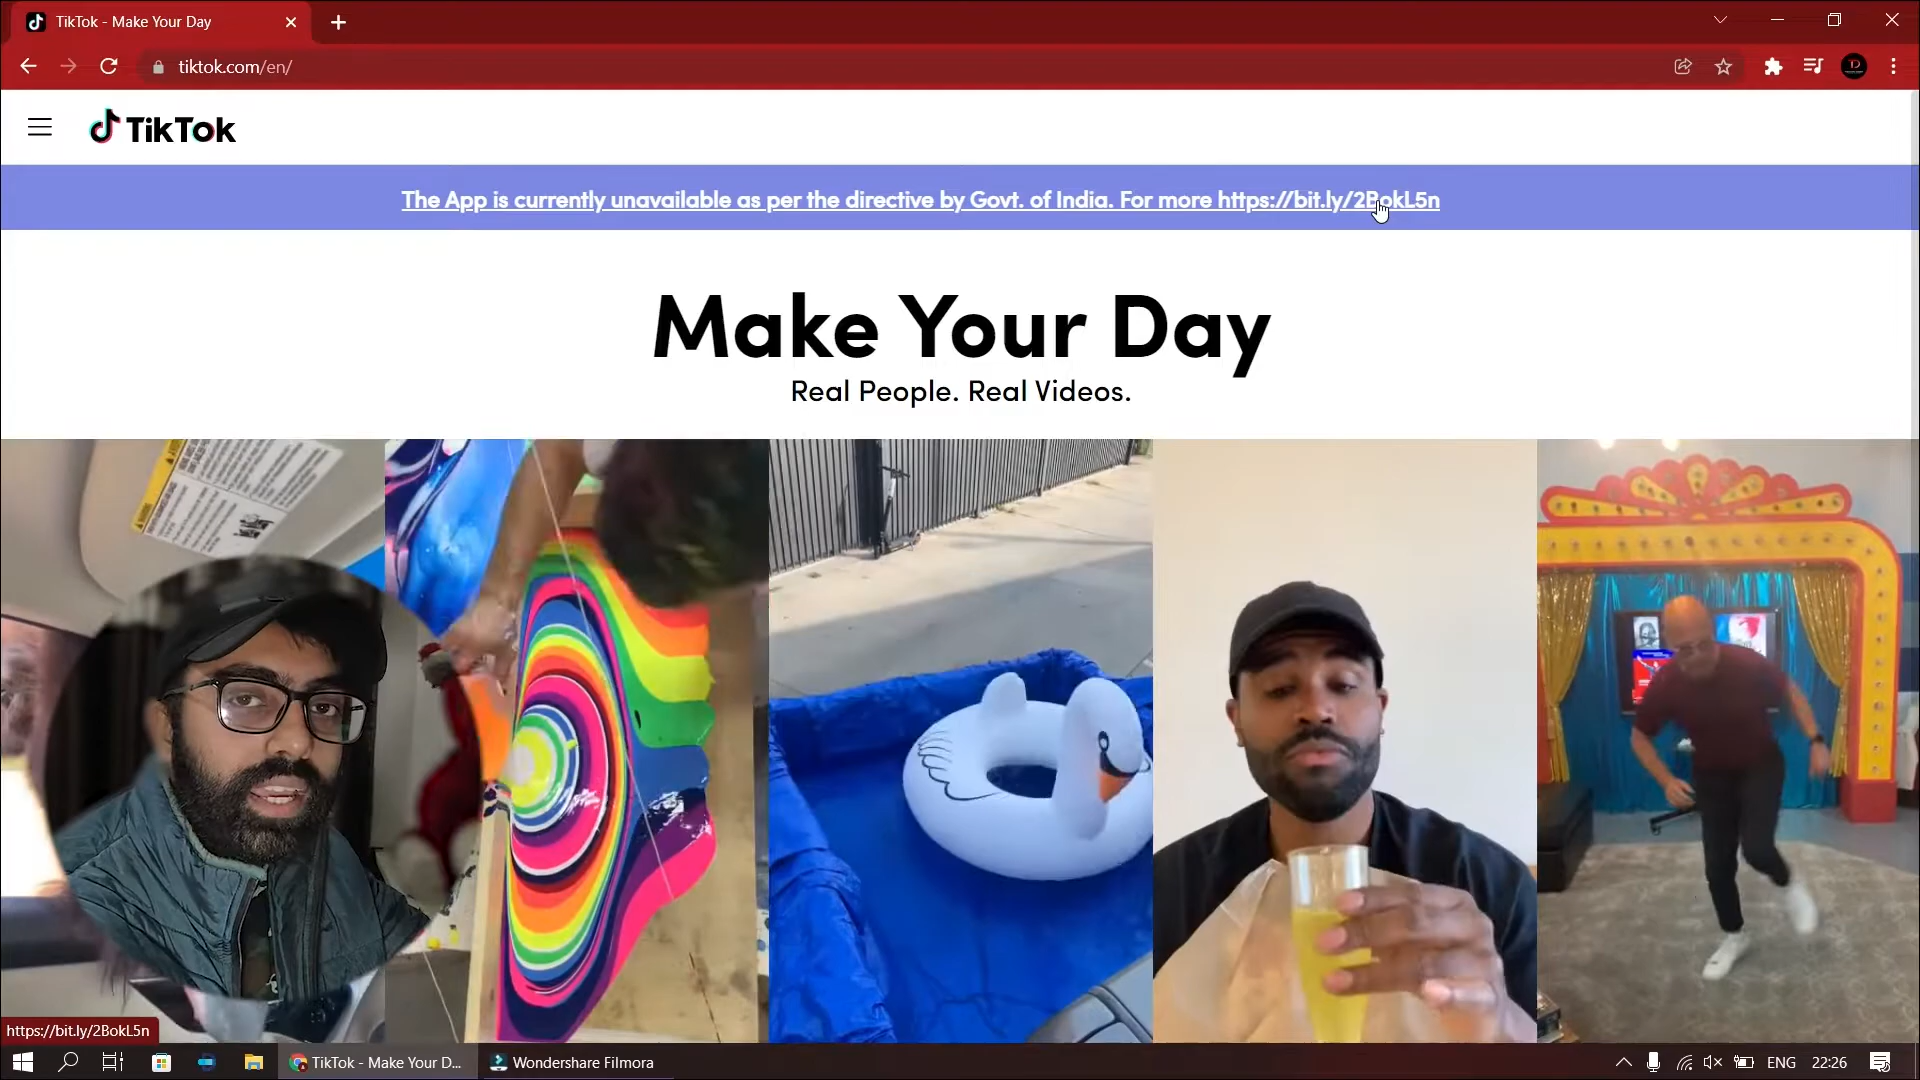 TikTok - Make Your Day
tiktok.com/en/
TikTok
The App is currently unavailable as per the directive by Govt. of India. For more https://bit.ly/2BokL5n
Make Your Day
Real People. Real Videos.
https://bit.ly/2BokL5n
TikTok - Make Your D...
Wondershare Filmora
ENG
22:26